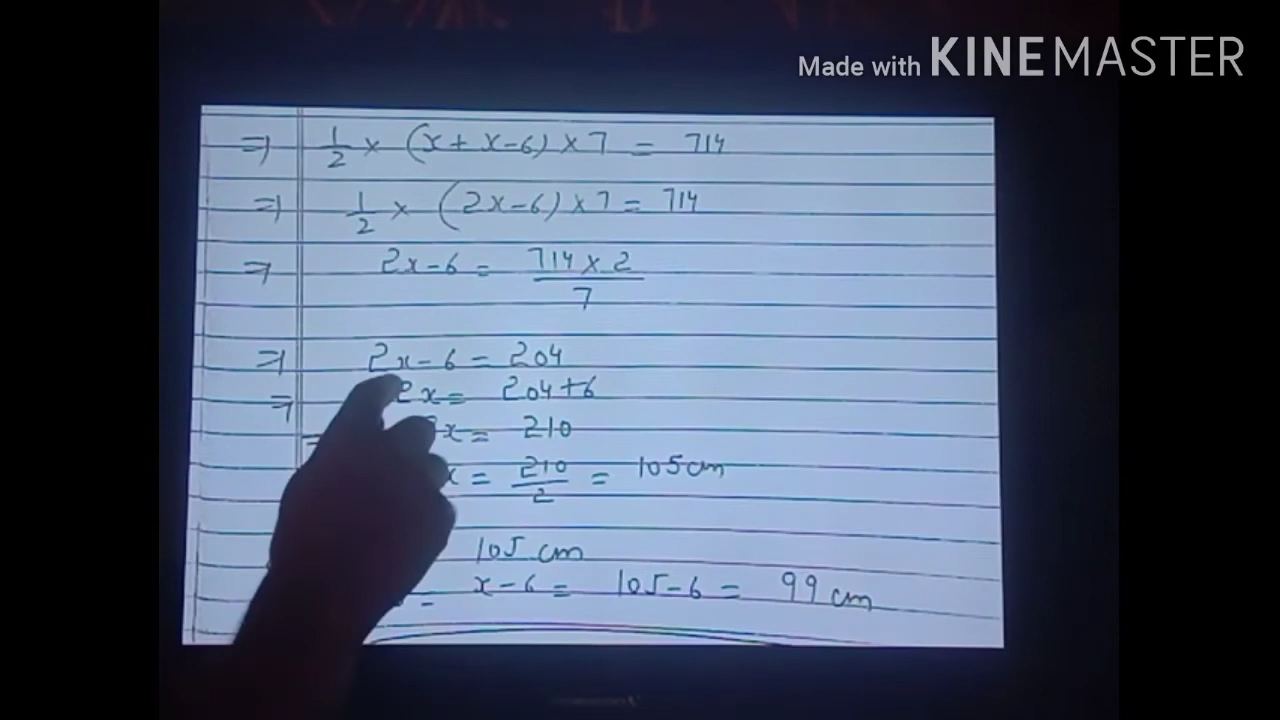 Made with KINEMASTER
⇒ 1/2 × (x + x-6) × 7 = 714
⇒ 1/2 × (2x-6) × 7 = 714
⇒ 2x-6 = 714 × 2 / 7
⇒ 2x-6 = 204
⇒ 2x = 204+6
x = 210
x = 210/2 = 105 cm
105 cm
x-6 = 105-6 = 99 cm